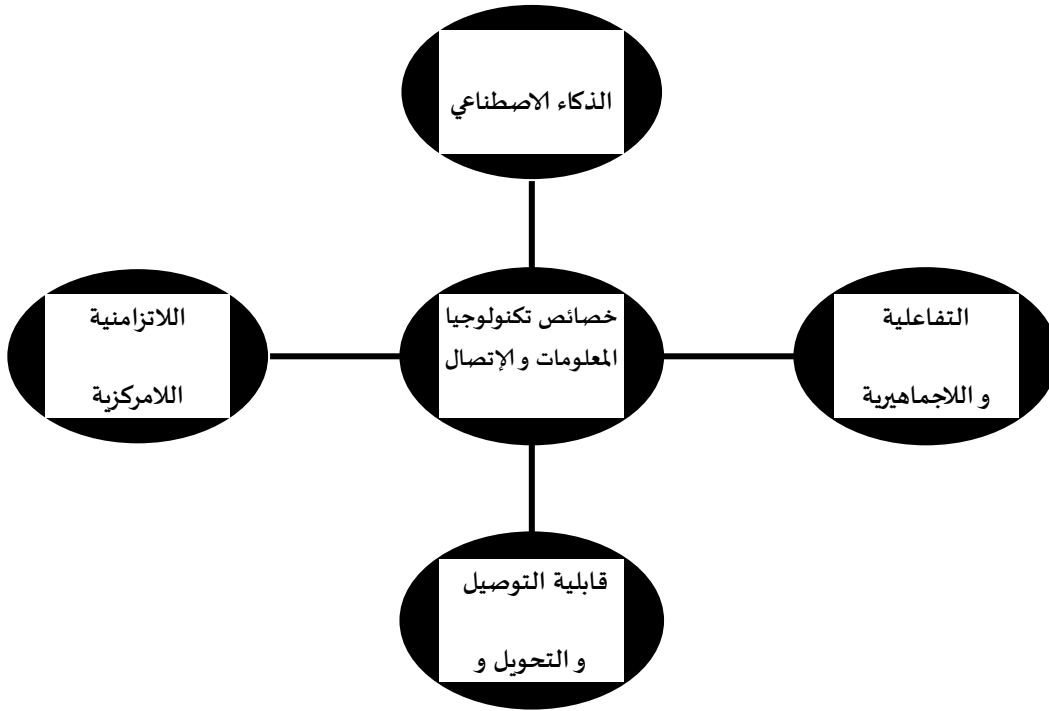 الذكاء الاصطناعي
خصائص تكنولوجيا
المعلومات و الإتصال
التفاعلية
و اللاجماهيرية
اللاتزامنية
اللامركزية
قابلية التوصيل
و التحويل و